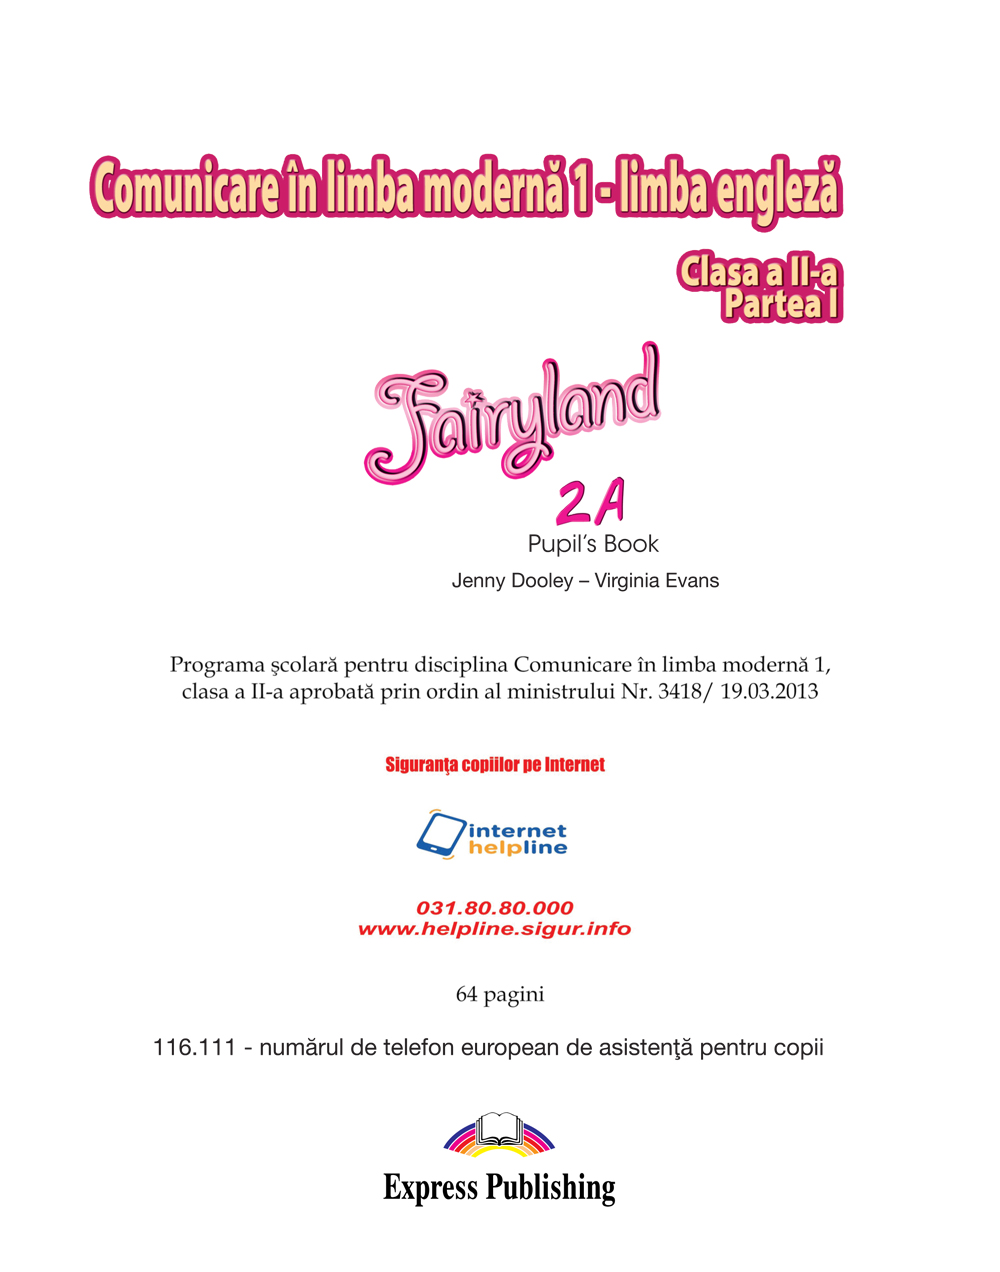 Comunicare în limba modernă 1 - limba engleză
Clasa a II-a
Partea I
Fairyland
2A
Pupil's Book
Jenny Dooley – Virginia Evans
Programa şcolară pentru disciplina Comunicare în limba modernă 1,
clasa a II-a aprobată prin ordin al ministrului Nr. 3418/ 19.03.2013
Siguranţa copiilor pe Internet
internet
helpline
031.80.80.000
www.helpline.sigur.info
64 pagini
116.111 - numărul de telefon european de asistenţă pentru copii
Express Publishing